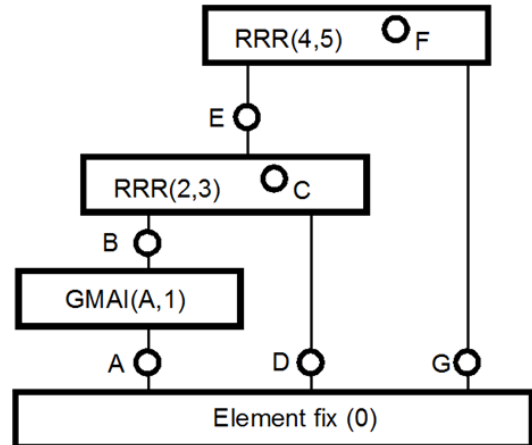 RRR(4,5) F
E
RRR(2,3) C
B
GMAI(A,1)
A D G
Element fix (0)